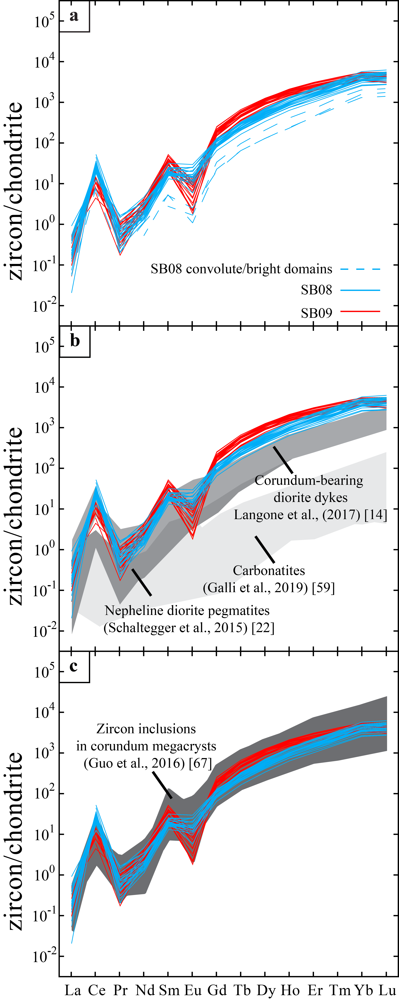 a
10^5
10^4
10^3
10^2
10^1
10^0
10^-1
10^-2
zircon/chondrite
SB08 convolute/bright domains
SB08
SB09
b
10^5
10^4
10^3
10^2
10^1
10^0
10^-1
10^-2
zircon/chondrite
Corundum-bearing
diorite dykes
Langone et al., (2017) [14]
Carbonatites
(Galli et al., 2019) [59]
Nepheline diorite pegmatites
(Schaltegger et al., 2015) [22]
c
10^5
10^4
10^3
10^2
10^1
10^0
10^-1
10^-2
zircon/chondrite
Zircon inclusions
in corundum megacrysts
(Guo et al., 2016) [67]
La Ce Pr Nd Sm Eu Gd Tb Dy Ho Er Tm Yb Lu